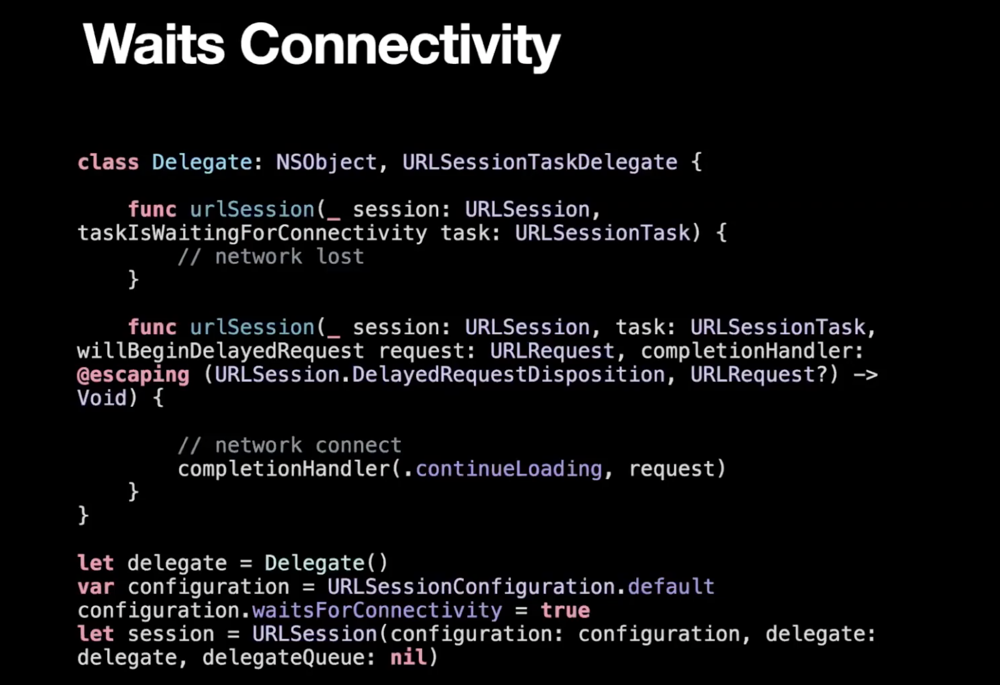 Waits Connectivity
class Delegate: NSObject, URLSessionTaskDelegate {
func urlSession(_ session: URLSession,
taskIsWaitingForConnectivity task: URLSessionTask) {
// network lost
}
func urlSession(_ session: URLSession, task: URLSessionTask,
willBeginDelayedRequest request: URLRequest, completionHandler:
@escaping (URLSession.DelayedRequestDisposition, URLRequest?) ->
Void) {
// network connect
completionHandler(.continueLoading, request)
}
}
let delegate = Delegate()
var configuration = URLSessionConfiguration.default
configuration.waitsForConnectivity = true
let session = URLSession(configuration: configuration, delegate:
delegate, delegateQueue: nil)